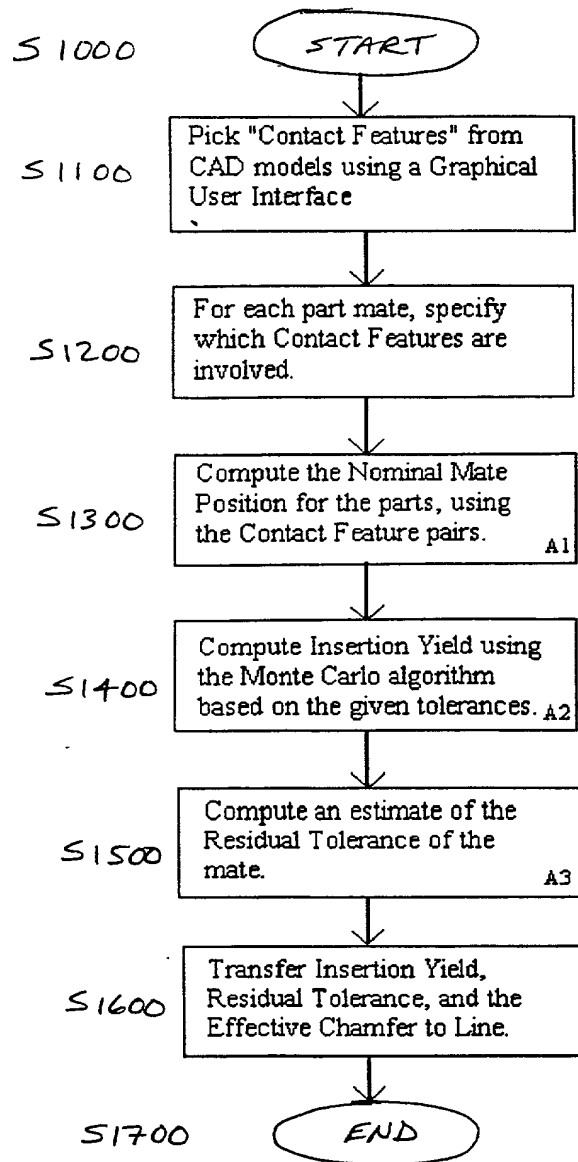 S1000 START
S1100
Pick "Contact Features" from
CAD models using a Graphical
User Interface
S1200
For each part mate, specify
which Contact Features are
involved.
S1300
Compute the Nominal Mate
Position for the parts, using
the Contact Feature pairs. A1
S1400
Compute Insertion Yield using
the Monte Carlo algorithm
based on the given tolerances. A2
S1500
Compute an estimate of the
Residual Tolerance of the
mate. A3
S1600
Transfer Insertion Yield,
Residual Tolerance, and the
Effective Chamfer to Line.
S1700 END